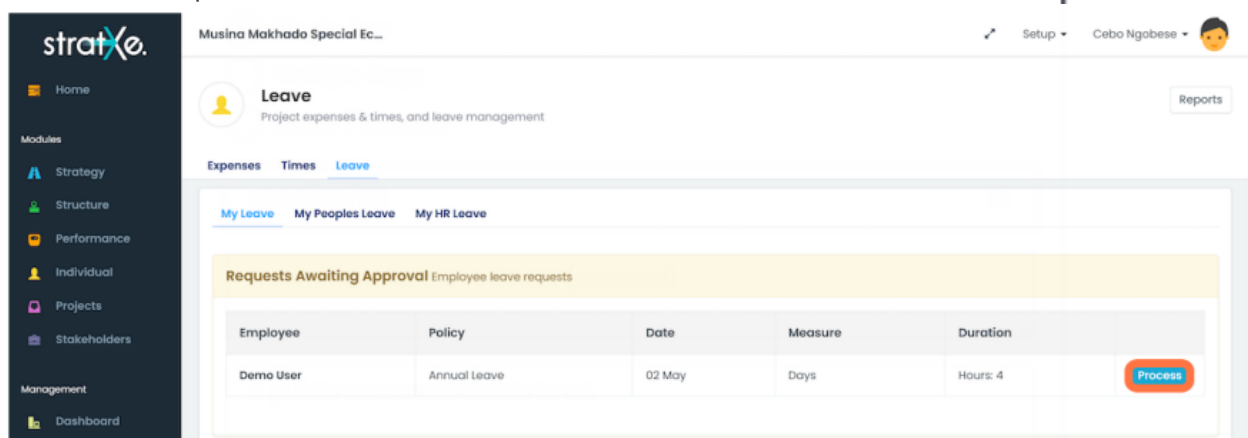 stratXe.
Musina Makhado Special Ec...
Setup
Cebo Ngobese
Home
Modules
Strategy
Structure
Performance
Individual
Projects
Stakeholders
Management
Dashboard
Leave
Project expenses & times, and leave management
Reports
Expenses Times Leave
My Leave My Peoples Leave My HR Leave
Requests Awaiting Approval Employee leave requests
Employee Policy Date Measure Duration
Demo User Annual Leave 02 May Days Hours: 4 Process